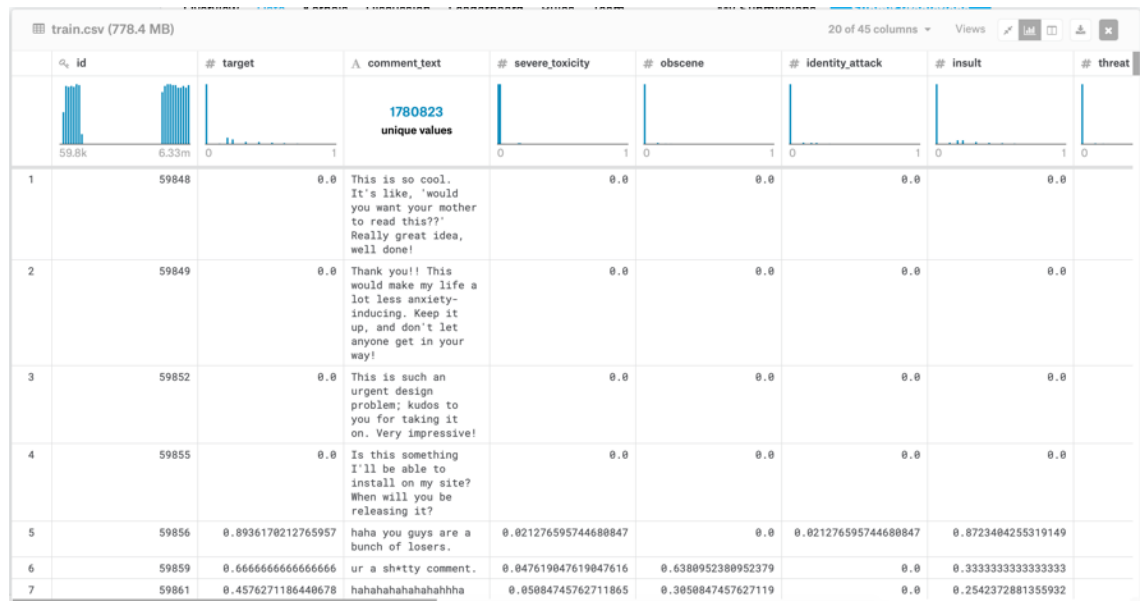 train.csv (778.4 MB) 20 of 45 columns Views
id # target A comment_text # severe_toxicity # obscene # identity_attack # insult # threat
1780823
unique values
59.8k 6.33m 0 1 0 1 0 1 0 1 0 1 0
1 59848 0.0 This is so cool. 0.0 0.0 0.0 0.0
It's like, 'would
you want your mother
to read this??'
Really great idea,
well done!
2 59849 0.0 Thank you!! This 0.0 0.0 0.0 0.0
would make my life a
lot less anxiety-
inducing. Keep it
up, and don't let
anyone get in your
way!
3 59852 0.0 This is such an 0.0 0.0 0.0 0.0
urgent design
problem; kudos to
you for taking it
on. Very impressive!
4 59855 0.0 Is this something 0.0 0.0 0.0 0.0
I'll be able to
install on my site?
When will you be
releasing it?
5 59856 0.8936170212765957 haha you guys are a 0.021276595744680847 0.0 0.021276595744680847 0.8723404255319149
bunch of losers.
6 59859 0.6666666666666666 ur a sh*tty comment. 0.047619047619047616 0.6380952380952379 0.0 0.3333333333333333
7 59861 0.4576271186440678 hahahahahahahahhha 0.05084745762711865 0.3050847457627119 0.0 0.2542372881355932